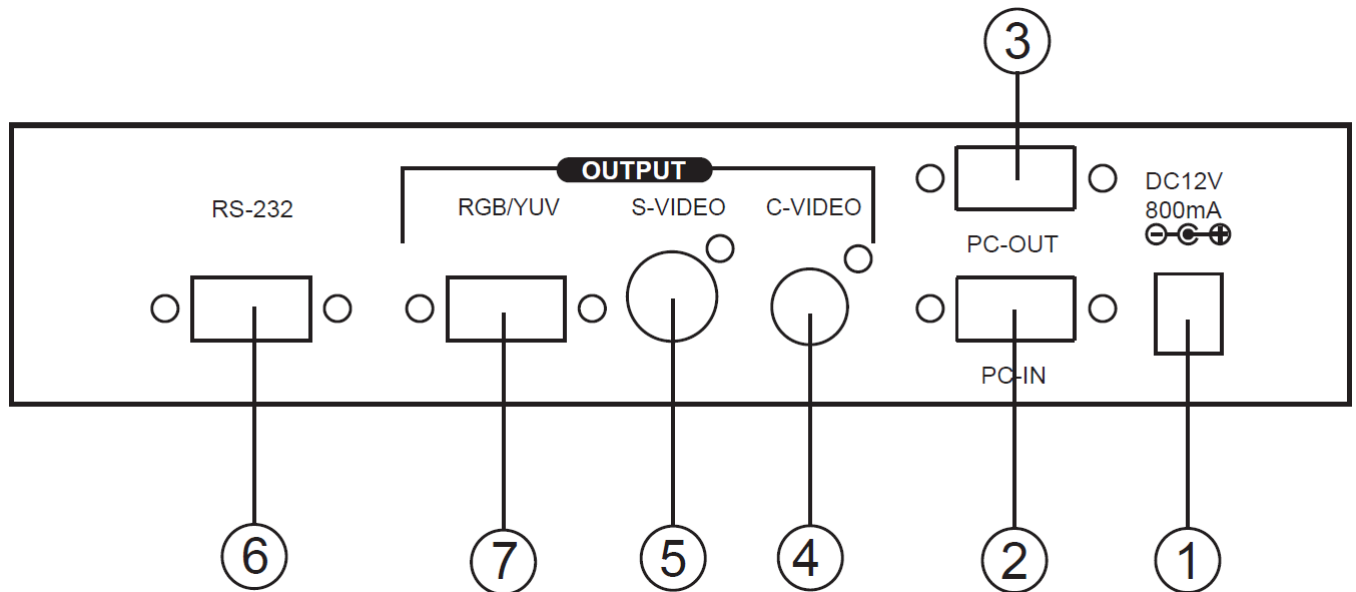 3
OUTPUT
DC12V
800mA
RS-232
RGB/YUV
S-VIDEO
C-VIDEO
PC-OUT
PC-IN
6
7
5
4
2
1